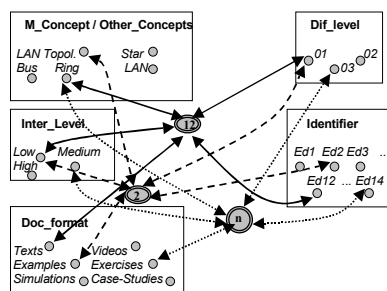 M_Concept / Other_Concepts
LAN Topol. Star
Bus Ring LAN
Dif_level
01 02
03
12
Inter_Level
Low Medium
High
Identifier
Ed1 Ed2 Ed3 ...
Ed12 ... Ed14
2
n
Doc_format
Texts Videos
Examples Exercises
Simulations Case-Studies